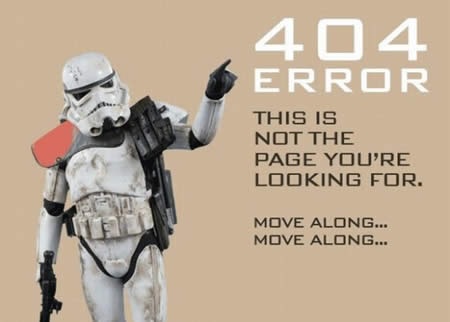 404
ERROR
THIS IS
NOT THE
PAGE YOU'RE
LOOKING FOR.
MOVE ALONG...
MOVE ALONG...